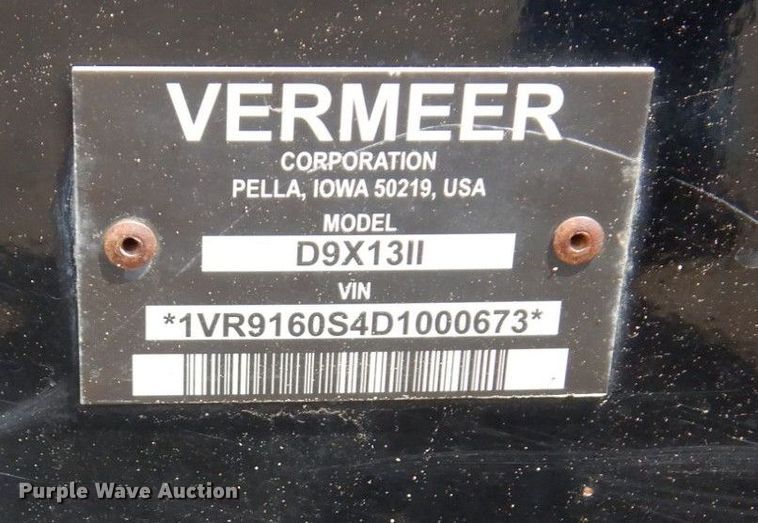 VERMEER
CORPORATION
PELLA, IOWA 50219, USA
MODEL
D9X13II
VIN
*1VR9160S4D1000673*
Purple Wave Auction